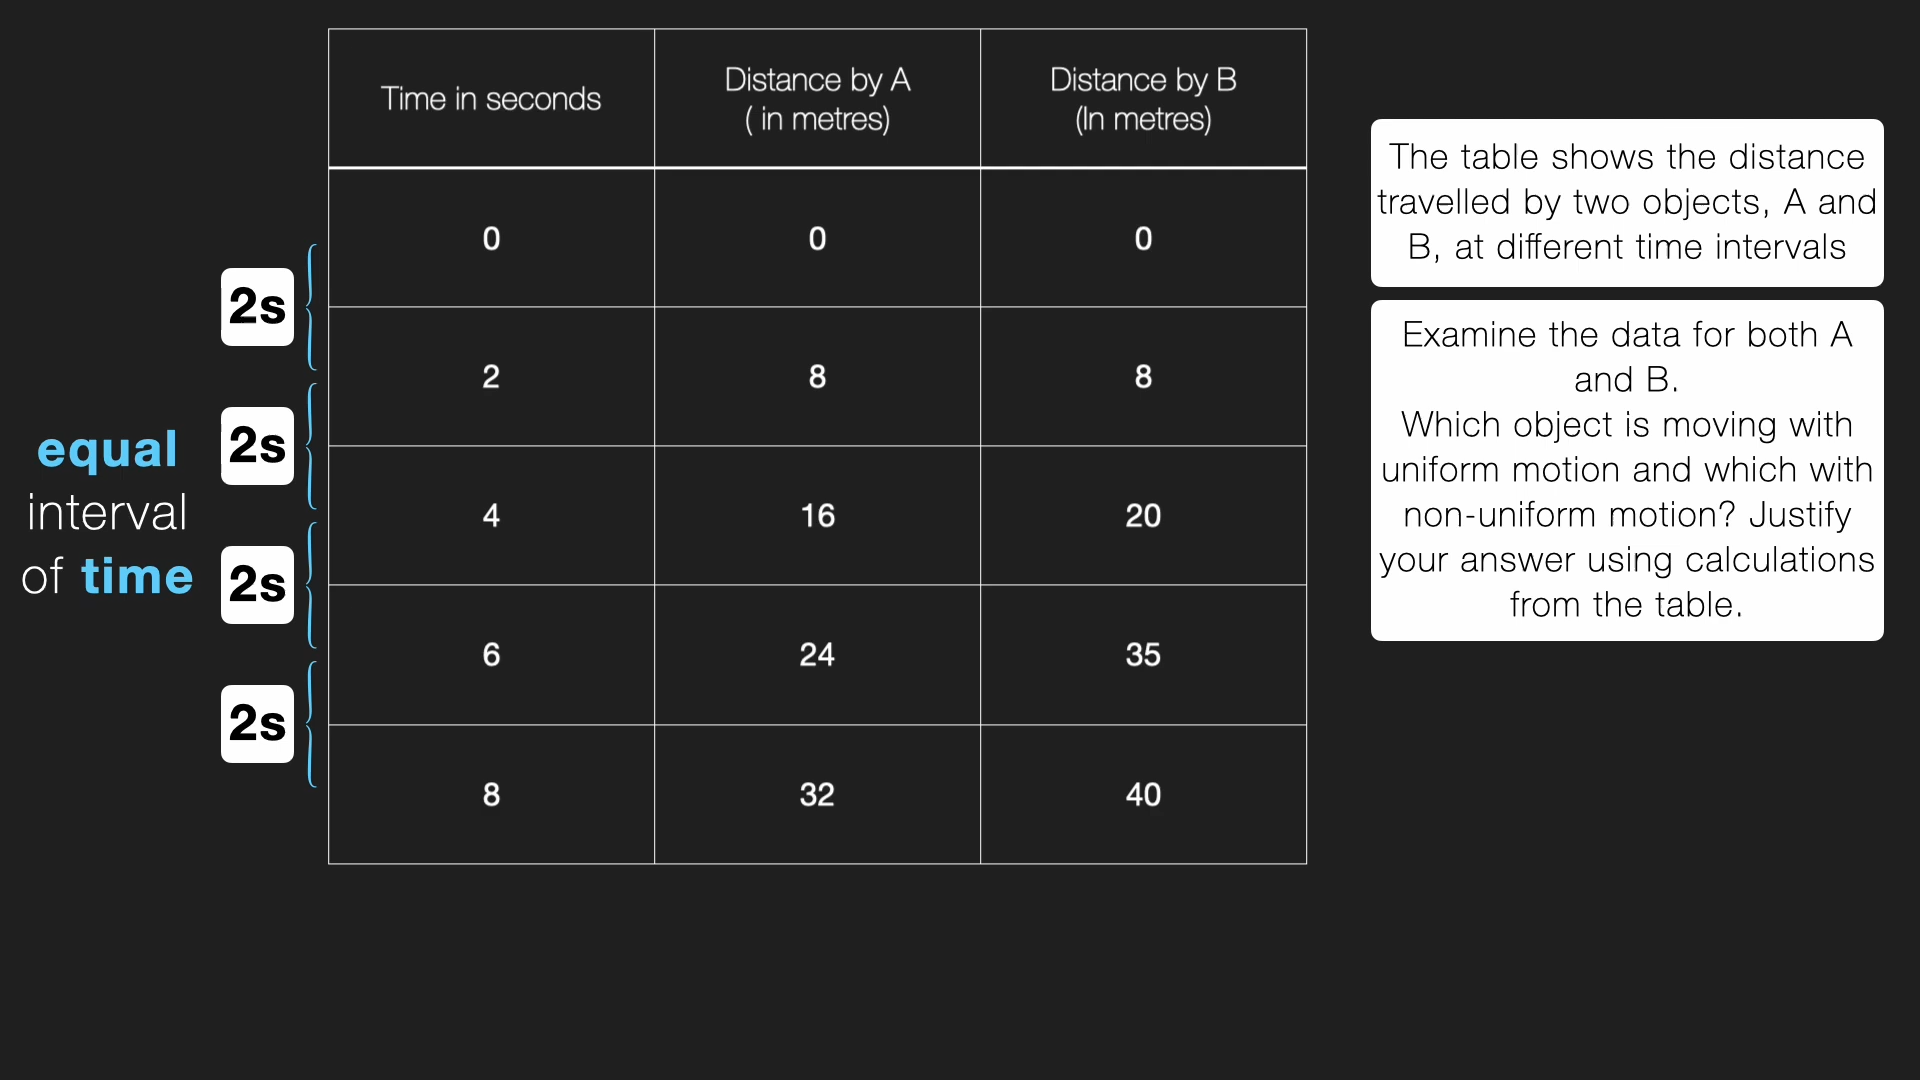 Time in seconds
Distance by A
( in metres)
Distance by B
(In metres)
0
0
0
2
8
8
4
16
20
6
24
35
8
32
40
2s
2s
2s
2s
equal
interval
of time
The table shows the distance
travelled by two objects, A and
B, at different time intervals
Examine the data for both A
and B.
Which object is moving with
uniform motion and which with
non-uniform motion? Justify
your answer using calculations
from the table.